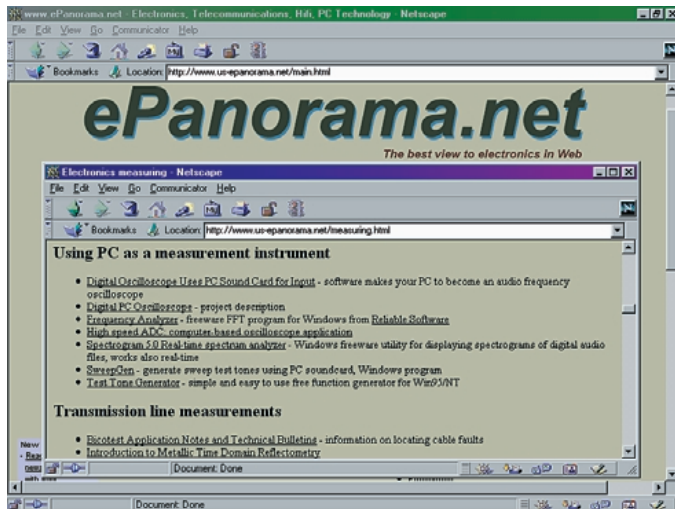 www.ePanorama.net - Electronics, Telecommunications, Hifi, PC Technology - Netscape
File Edit View Go Communicator Help
Bookmarks Location: http://www.us-epanorama.net/main.html
ePanorama.net
The best view to electronics in Web
Electronics measuring - Netscape
File Edit View Go Communicator Help
Bookmarks Location: http://www.us-epanorama.net/measuring.html
Using PC as a measurement instrument
• Digital Oscilloscope Uses PC Sound Card for Input - software makes your PC to become an audio frequency
oscilloscope
• Digital PC Oscilloscope - project description
• Frequency Analyzer - freeware FFT program for Windows from Reliable Software
• High speed ADC: computer-based oscilloscope application
• Spectrogram 5.0 Real-time spectrum analyzer - Windows freeware utility for displaying spectrograms of digital audio
files, works also real-time
• SweepGen - generate sweep test tones using PC soundcard, Windows program
• Test Tone Generator - simple and easy to use free function generator for Win95/NT
Transmission line measurements
• Bicotest Application Notes and Technical Bulletins - information on locating cable faults
• Introduction to Metallic Time Domain Reflectometry
New
Document: Done
Document: Done